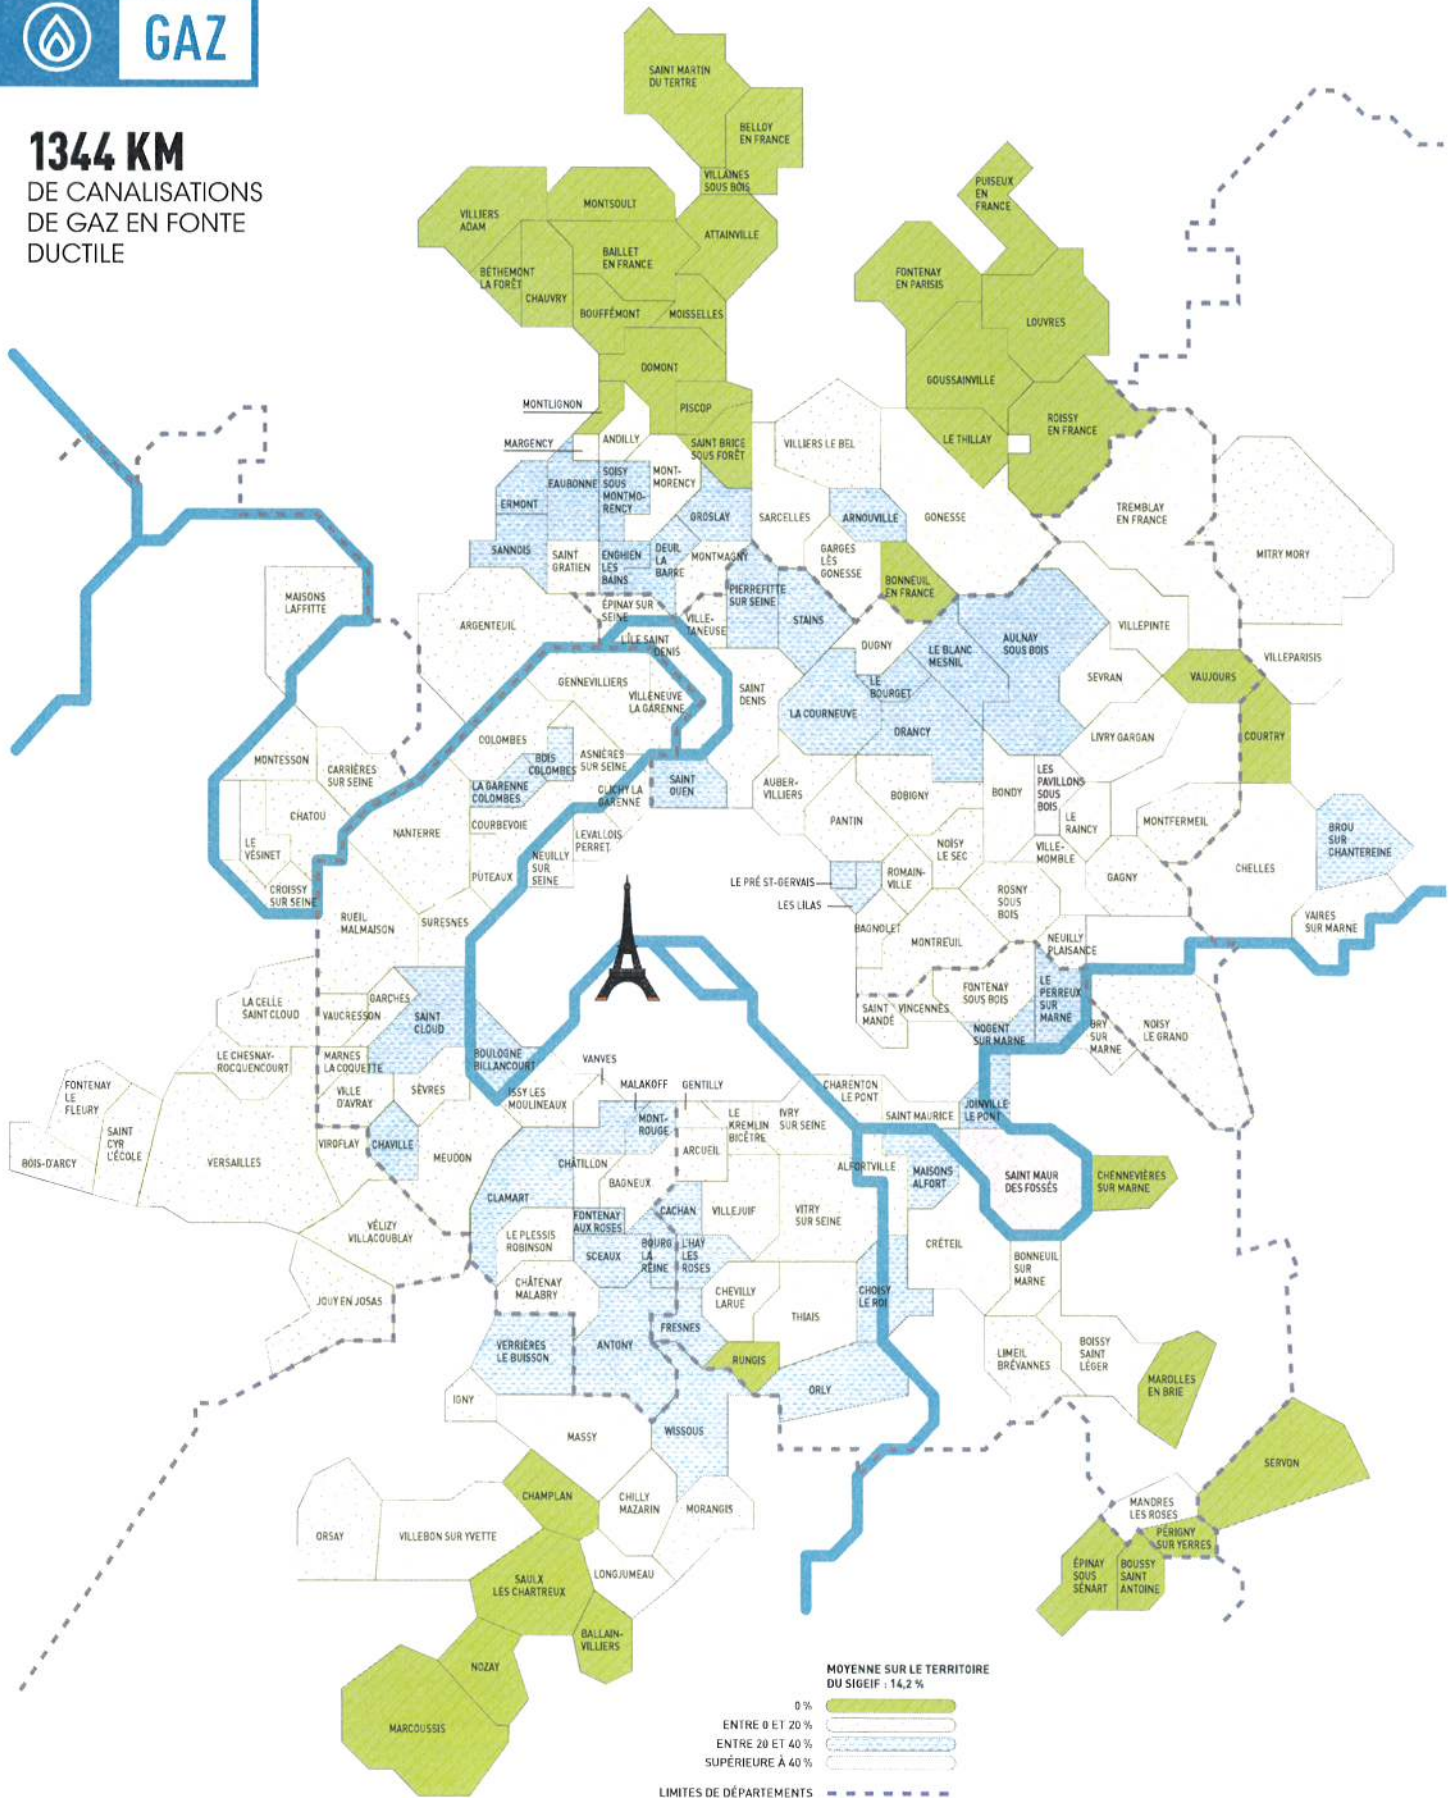 GAZ
1344 KM
DE CANALISATIONS
DE GAZ EN FONTE
DUCTILE
SAINT MARTIN
DU TERTRE
BELLOY
EN FRANCE
VILLAINES
SOUS BOIS
PUISEUX
EN
FRANCE
VILLIERS
ADAM
MONTSOULT
ATTAINVILLE
BAILLET
EN FRANCE
BÉTHEMONT
LA FORÊT
CHAUVRY
BOUFFÉMONT
MOISSELLES
FONTENAY
EN PARISIS
LOUVRES
DOMONT
GOUSSAINVILLE
MONTLIGNON
PISCOP
ROISSY
EN FRANCE
MARGENCY
ANDILLY
SAINT BRICE
SOUS FORÊT
VILLIERS LE BEL
LE THILLAY
EAUBONNE
SOISY
SOUS
MONTMO-
RENCY
MONT-
MORENCY
ERMONT
GROSLAY
SARCELLES
ARNOUVILLE
GONESSE
TREMBLAY
EN FRANCE
MITRY MORY
SANNOIS
SAINT
GRATIEN
ENGHIEN
LES
BAINS
DEUIL
LA
BARRE
MONTMAGNY
GARGES
LÈS
GONESSE
BONNEUIL
EN FRANCE
PIERREFITTE
SUR SEINE
STAINS
MAISONS
LAFFITTE
ARGENTEUIL
ÉPINAY SUR
SEINE
VILLE-
TANEUSE
L'ÎLE SAINT
DENIS
DUGNY
LE BLANC
MESNIL
AULNAY
SOUS BOIS
VILLEPINTE
VILLEPARISIS
SEVRAN
VAUJOURS
GENNEVILLIERS
VILLENEUVE
LA GARENNE
SAINT
DENIS
LE
BOURGET
LA COURNEUVE
DRANCY
LIVRY GARGAN
COURTRY
MONTESSON
CARRIÈRES
SUR SEINE
COLOMBES
BOIS
COLOMBES
ASNIÈRES
SUR SEINE
LA GARENNE
COLOMBES
CLICHY LA
GARENNE
SAINT
OUEN
AUBER-
VILLIERS
BOBIGNY
BONDY
LES
PAVILLONS
SOUS
BOIS
CHATOU
NANTERRE
COURBEVOIE
LEVALLOIS
PERRET
PANTIN
LE
RAINCY
MONTFERMEIL
BROU
SUR
CHANTEREINE
LE
VÉSINET
NEUILLY
SUR
SEINE
NOISY
LE SEC
VILLE-
MOMBLE
CROISSY
SUR SEINE
PUTEAUX
LE PRÉ ST-GERVAIS
ROMAIN-
VILLE
ROSNY
SOUS
BOIS
GAGNY
CHELLES
LES LILAS
RUEIL
MALMAISON
SURESNES
BAGNOLET
MONTREUIL
NEUILLY
PLAISANCE
VAIRES
SUR MARNE
LA CELLE
SAINT CLOUD
VAUCRESSON
GARCHES
SAINT
CLOUD
SAINT
MANDÉ
VINCENNES
FONTENAY
SOUS BOIS
LE
PERREUX
SUR
MARNE
NOGENT
SUR MARNE
BRY
SUR
MARNE
NOISY
LE GRAND
LE CHESNAY-
ROCQUENCOURT
MARNES
LA COQUETTE
BOULOGNE
BILLANCOURT
VANVES
FONTENAY
LE
FLEURY
VILLE
D'AVRAY
SÈVRES
ISSY LES
MOULINEAUX
MALAKOFF
GENTILLY
CHARENTON
LE PONT
SAINT MAURICE
JOINVILLE
LE PONT
SAINT
CYR
L'ÉCOLE
MONT-
ROUGE
LE
KREMLIN
BICÊTRE
IVRY
SUR SEINE
BOIS-D'ARCY
VERSAILLES
VIROFLAY
CHAVILLE
MEUDON
CHÂTILLON
ARCUEIL
ALFORTVILLE
MAISONS
ALFORT
SAINT MAUR
DES FOSSÉS
CHENNEVIÈRES
SUR MARNE
CLAMART
BAGNEUX
VÉLIZY
VILLACOUBLAY
FONTENAY
AUX ROSES
CACHAN
VILLEJUIF
VITRY
SUR SEINE
LE PLESSIS
ROBINSON
SCEAUX
BOURG
LA
REINE
L'HAY
LES
ROSES
CRÉTEIL
BONNEUIL
SUR
MARNE
JOUY EN JOSAS
CHÂTENAY
MALABRY
CHEVILLY
LARUE
THIAIS
CHOISY
LE ROI
VERRIÈRES
LE BUISSON
ANTONY
FRESNES
RUNGIS
ORLY
LIMEIL
BRÉVANNES
BOISSY
SAINT
LÉGER
MAROLLES
EN BRIE
IGNY
MASSY
WISSOUS
SERVON
CHAMPLAN
CHILLY
MAZARIN
MORANGIS
MANDRES
LES ROSES
ORSAY
VILLEBON SUR YVETTE
PÉRIGNY
SUR YERRES
SAULX
LES CHARTREUX
LONGJUMEAU
ÉPINAY
SOUS
SÉNART
BOUSSY
SAINT
ANTOINE
BALLAIN-
VILLIERS
NOZAY
MARCOUSSIS
MOYENNE SUR LE TERRITOIRE
DU SIGEIF : 14,2 %
0 %
ENTRE 0 ET 20 %
ENTRE 20 ET 40 %
SUPÉRIEURE À 40 %
LIMITES DE DÉPARTEMENTS